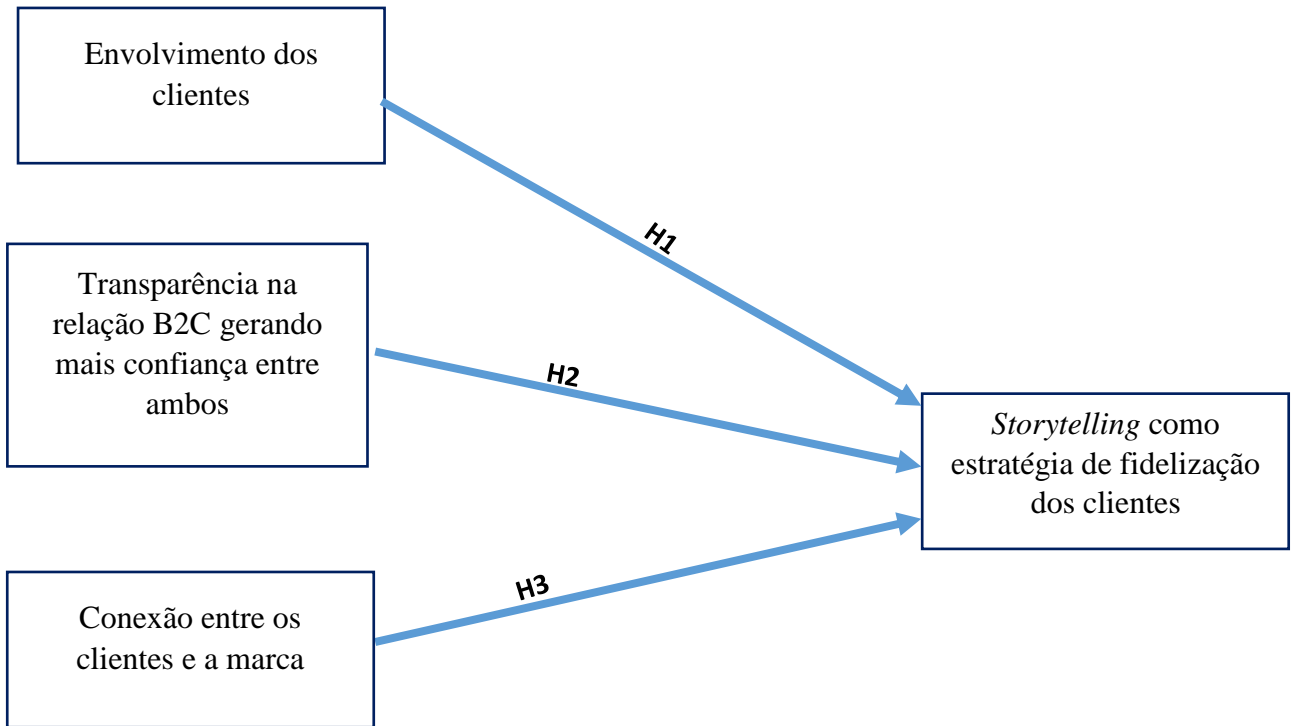 Envolvimento dos
clientes
H1
Transparência na
relação B2C gerando
mais confiança entre
ambos
H2
Storytelling como
estratégia de fidelização
dos clientes
H3
Conexão entre os
clientes e a marca